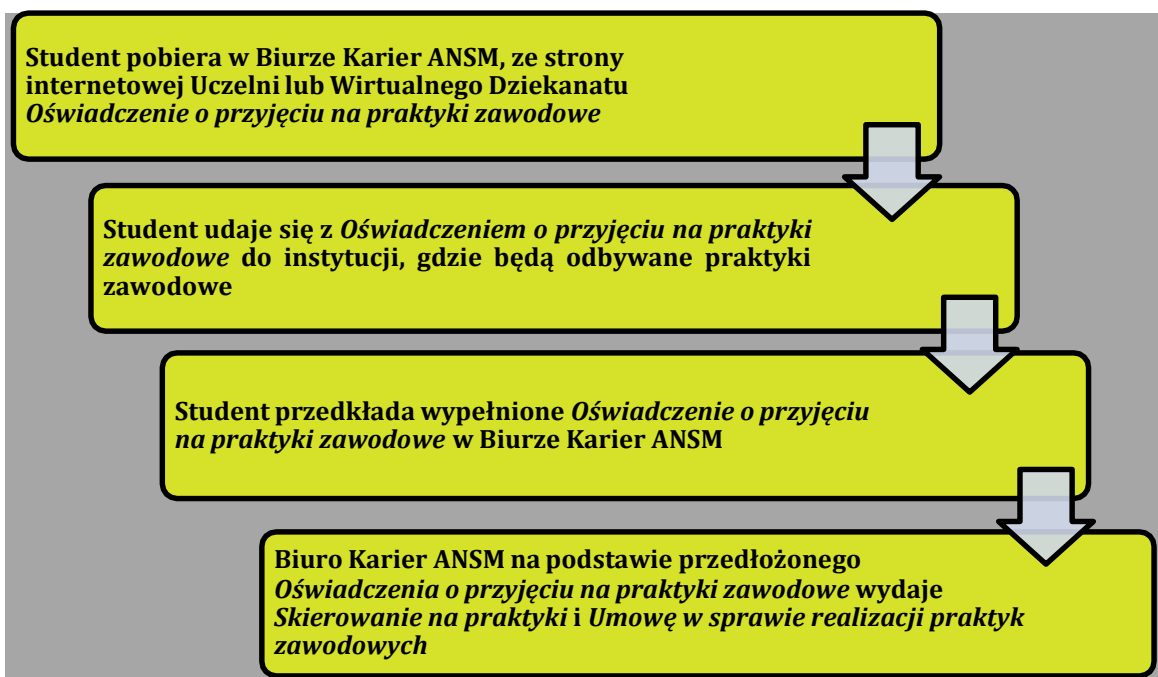 Student pobiera w Biurze Karier ANSM, ze strony
internetowej Uczelni lub Wirtualnego Dziekanatu
Oświadczenie o przyjęciu na praktyki zawodowe
Student udaje się z Oświadczeniem o przyjęciu na praktyki
zawodowe do instytucji, gdzie będą odbywane praktyki
zawodowe
Student przedkłada wypełnione Oświadczenie o przyjęciu
na praktyki zawodowe w Biurze Karier ANSM
Biuro Karier ANSM na podstawie przedłożonego
Oświadczenia o przyjęciu na praktyki zawodowe wydaje
Skierowanie na praktyki i Umowę w sprawie realizacji praktyk
zawodowych